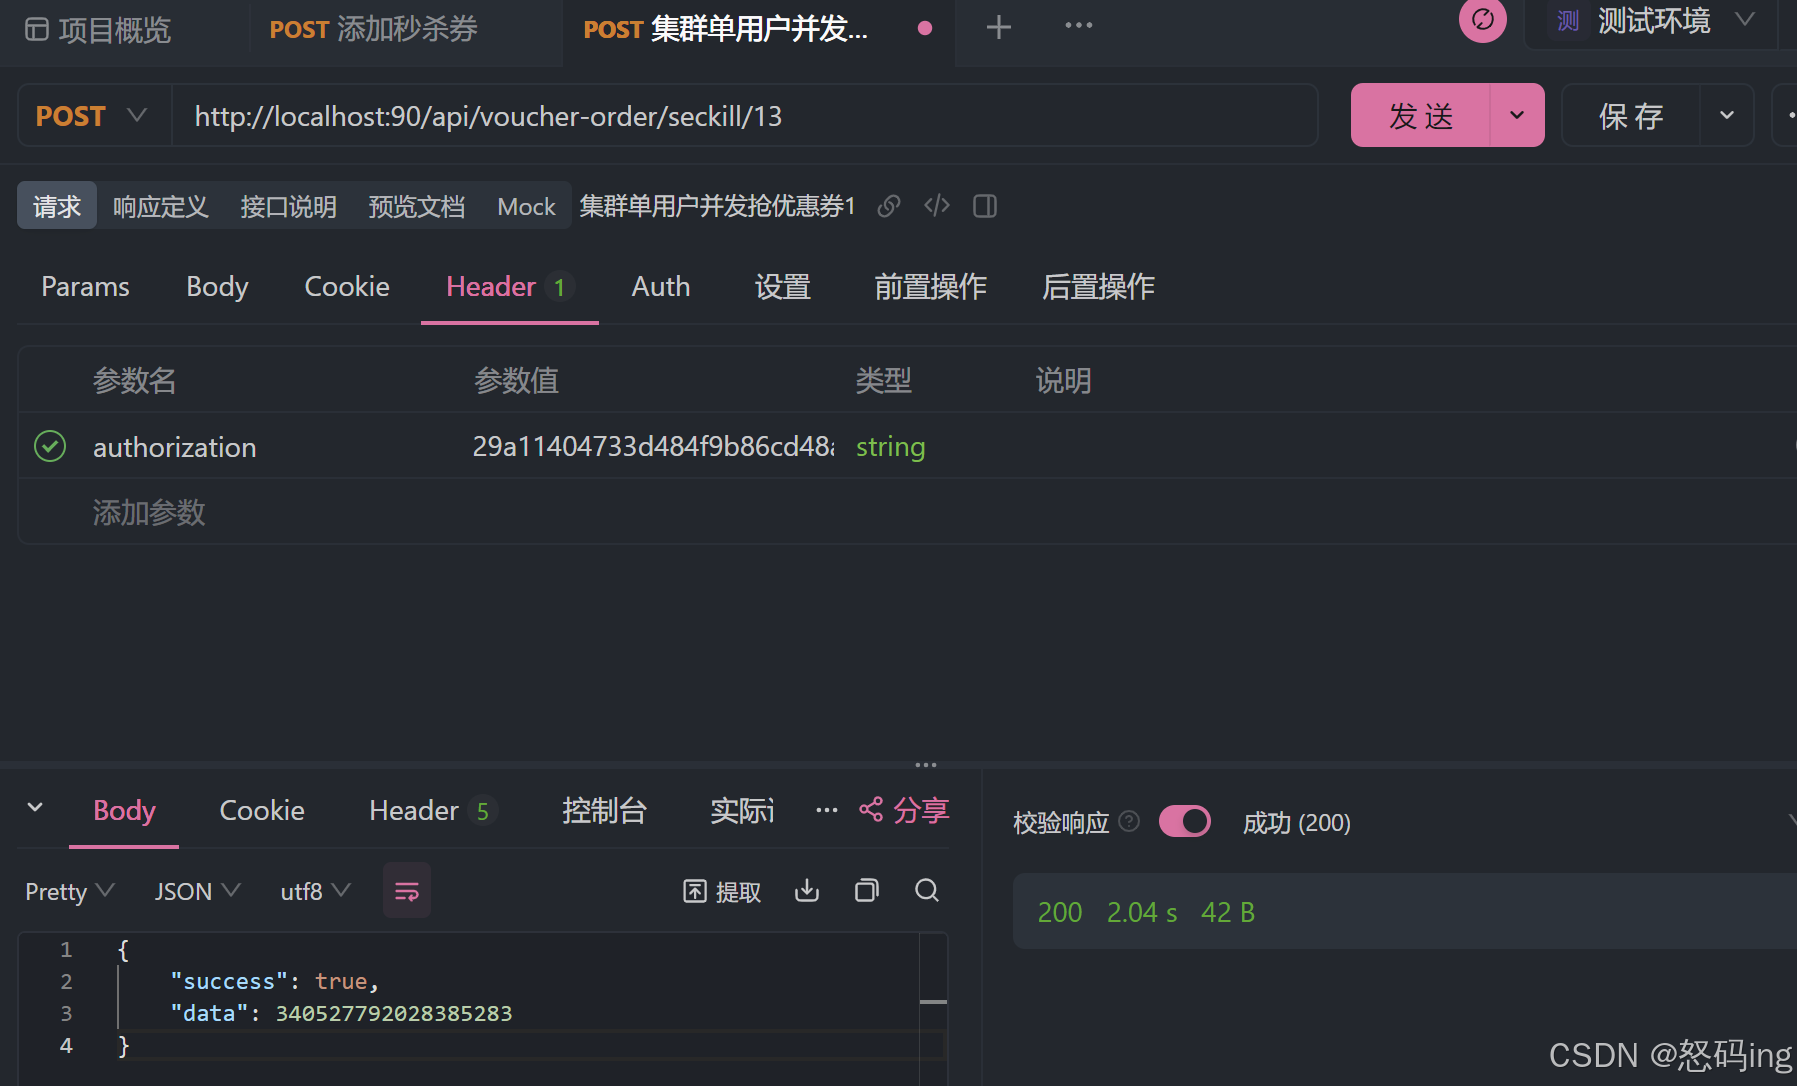 项目概览
POST 添加秒杀券
POST 集群单用户并发...
测 测试环境
POST http://localhost:90/api/voucher-order/seckill/13
发 送
保 存
请求 响应定义 接口说明 预览文档 Mock 集群单用户并发抢优惠券1
Params Body Cookie Header 1 Auth 设置 前置操作 后置操作
参数名 参数值 类型 说明
authorization 29a11404733d484f9b86cd48a string
添加参数
Body Cookie Header 5 控制台 实际 ... 分享
校验响应 成功 (200)
Pretty JSON utf8 提取
200 2.04 s 42 B
1 {
2 "success": true,
3 "data": 340527792028385283
4 }
CSDN @怒码ing